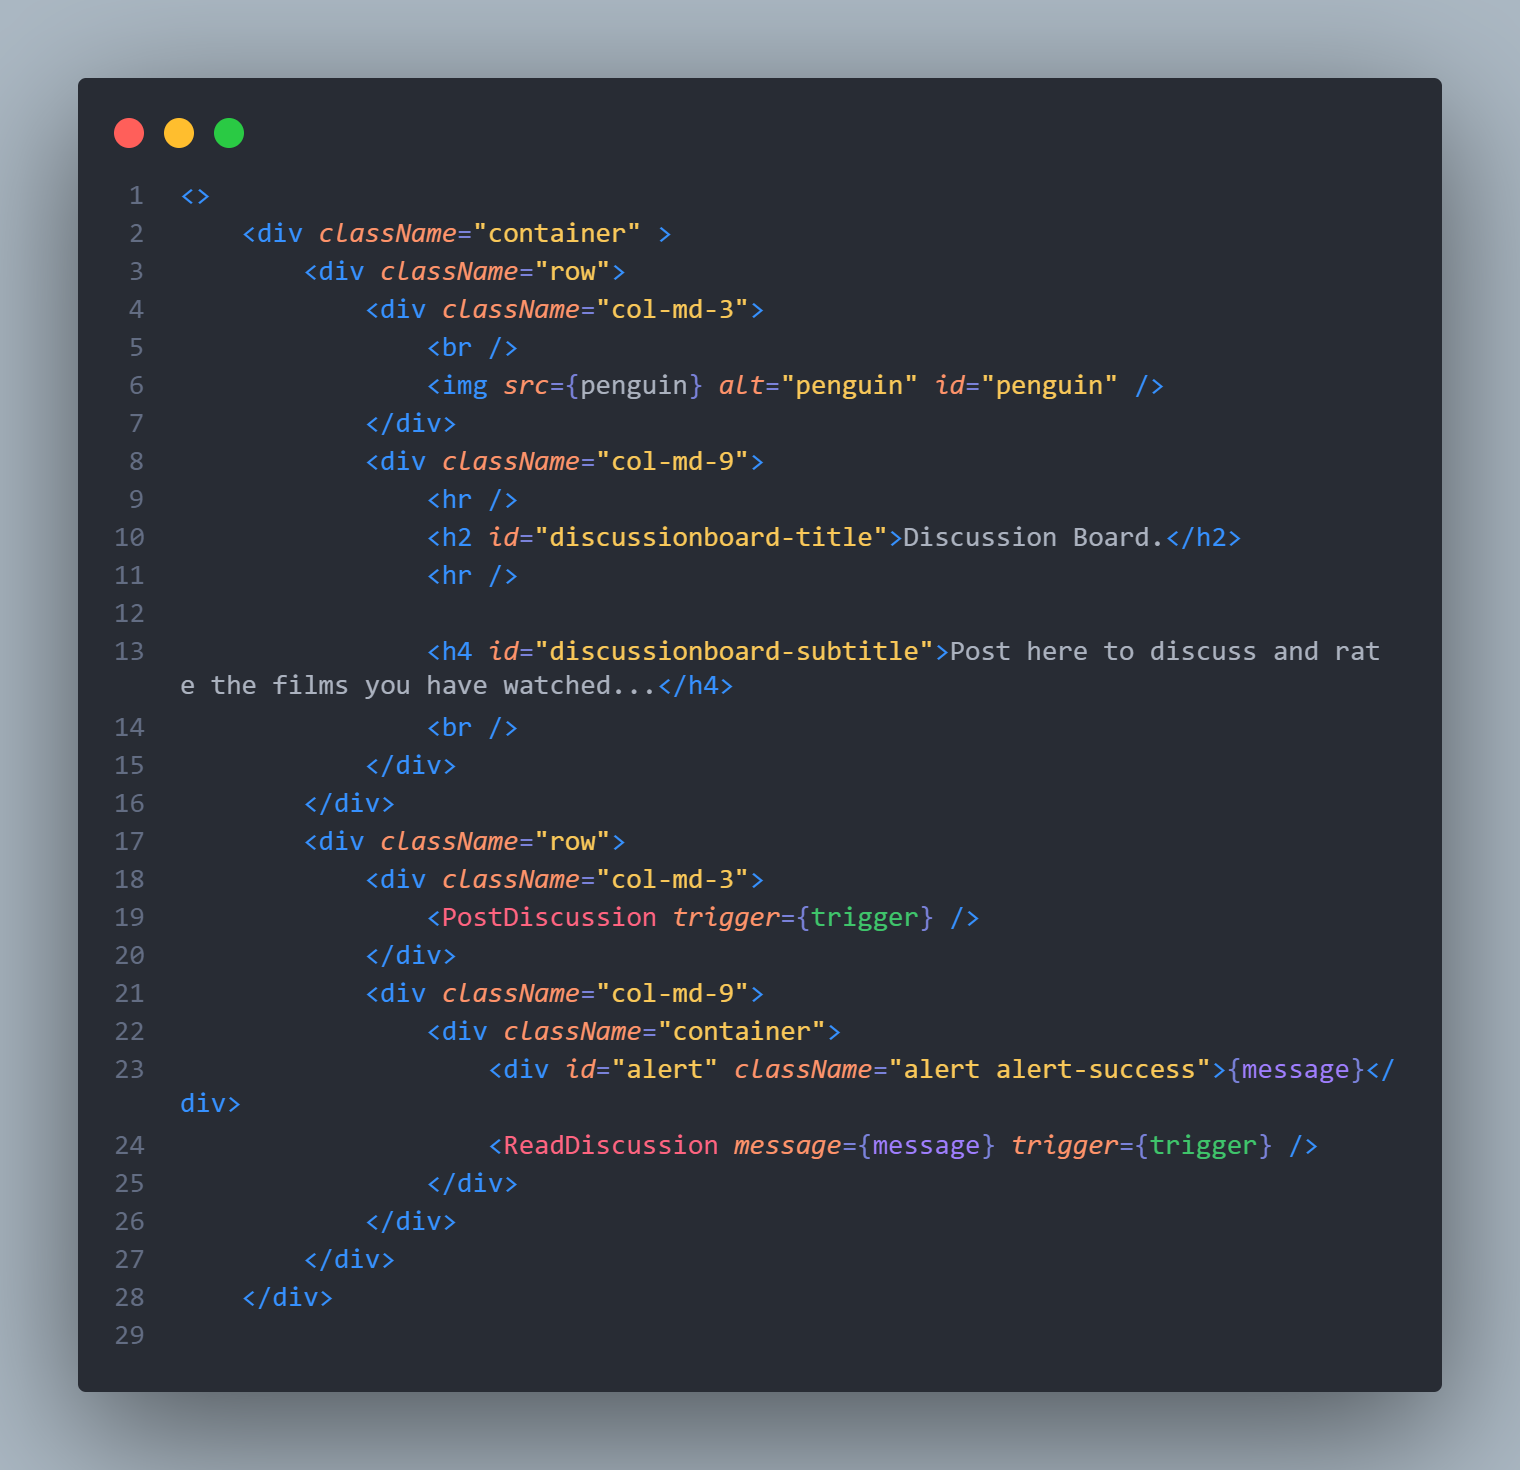 1 <>
2     <div className="container" >
3         <div className="row">
4             <div className="col-md-3">
5                 <br />
6                 <img src={penguin} alt="penguin" id="penguin" />
7             </div>
8             <div className="col-md-9">
9                 <hr />
10                 <h2 id="discussionboard-title">Discussion Board.</h2>
11                 <hr />
12
13                 <h4 id="discussionboard-subtitle">Post here to discuss and rat
e the films you have watched...</h4>
14                 <br />
15             </div>
16         </div>
17         <div className="row">
18             <div className="col-md-3">
19                 <PostDiscussion trigger={trigger} />
20             </div>
21             <div className="col-md-9">
22                 <div className="container">
23                     <div id="alert" className="alert alert-success">{message}</
div>
24                     <ReadDiscussion message={message} trigger={trigger} />
25                 </div>
26             </div>
27         </div>
28     </div>
29